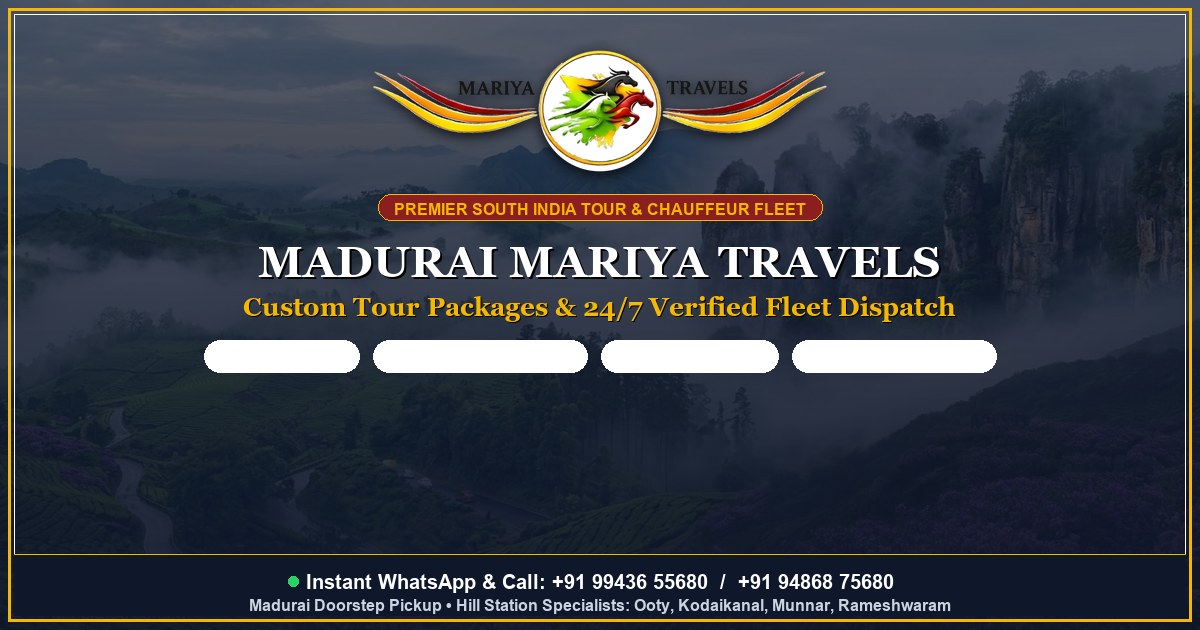 MARIYA TRAVELS
PREMIER SOUTH INDIA TOUR & CHAUFFEUR FLEET
MADURAI MARIYA TRAVELS
Custom Tour Packages & 24/7 Verified Fleet Dispatch
Instant WhatsApp & Call: +91 99436 55680 / +91 94868 75680
Madurai Doorstep Pickup • Hill Station Specialists: Ooty, Kodaikanal, Munnar, Rameshwaram